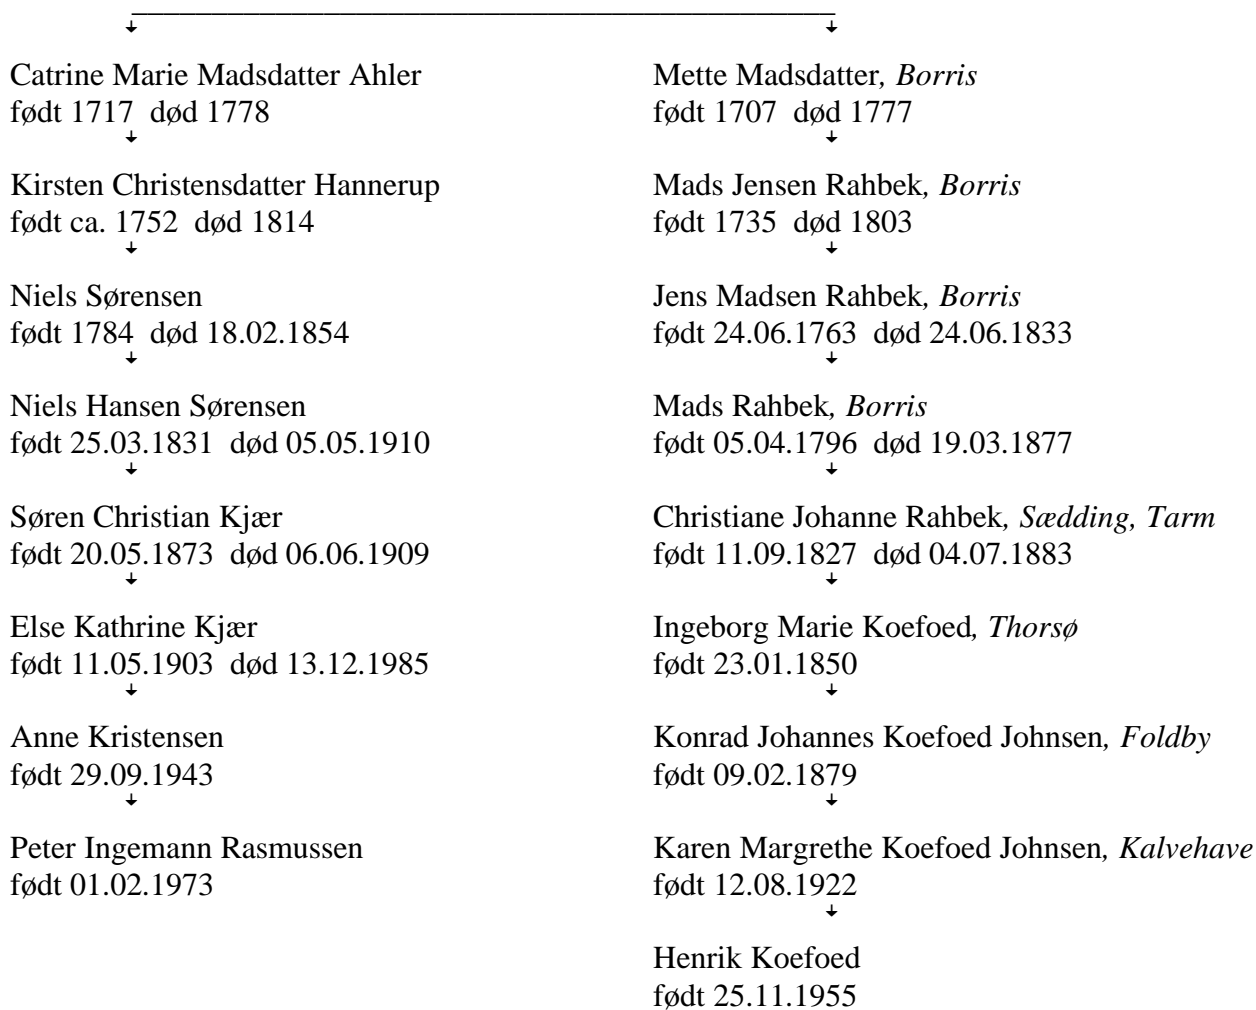 Catrine Marie Madsdatter Ahler
født 1717 død 1778
Kirsten Christensdatter Hannerup
født ca. 1752 død 1814
Niels Sørensen
født 1784 død 18.02.1854
Niels Hansen Sørensen
født 25.03.1831 død 05.05.1910
Søren Christian Kjær
født 20.05.1873 død 06.06.1909
Else Kathrine Kjær
født 11.05.1903 død 13.12.1985
Anne Kristensen
født 29.09.1943
Peter Ingemann Rasmussen
født 01.02.1973
Mette Madsdatter, Borris
født 1707 død 1777
Mads Jensen Rahbek, Borris
født 1735 død 1803
Jens Madsen Rahbek, Borris
født 24.06.1763 død 24.06.1833
Mads Rahbek, Borris
født 05.04.1796 død 19.03.1877
Christiane Johanne Rahbek, Sædding, Tarm
født 11.09.1827 død 04.07.1883
Ingeborg Marie Koefoed, Thorsø
født 23.01.1850
Konrad Johannes Koefoed Johnsen, Foldby
født 09.02.1879
Karen Margrethe Koefoed Johnsen, Kalvehave
født 12.08.1922
Henrik Koefoed
født 25.11.1955